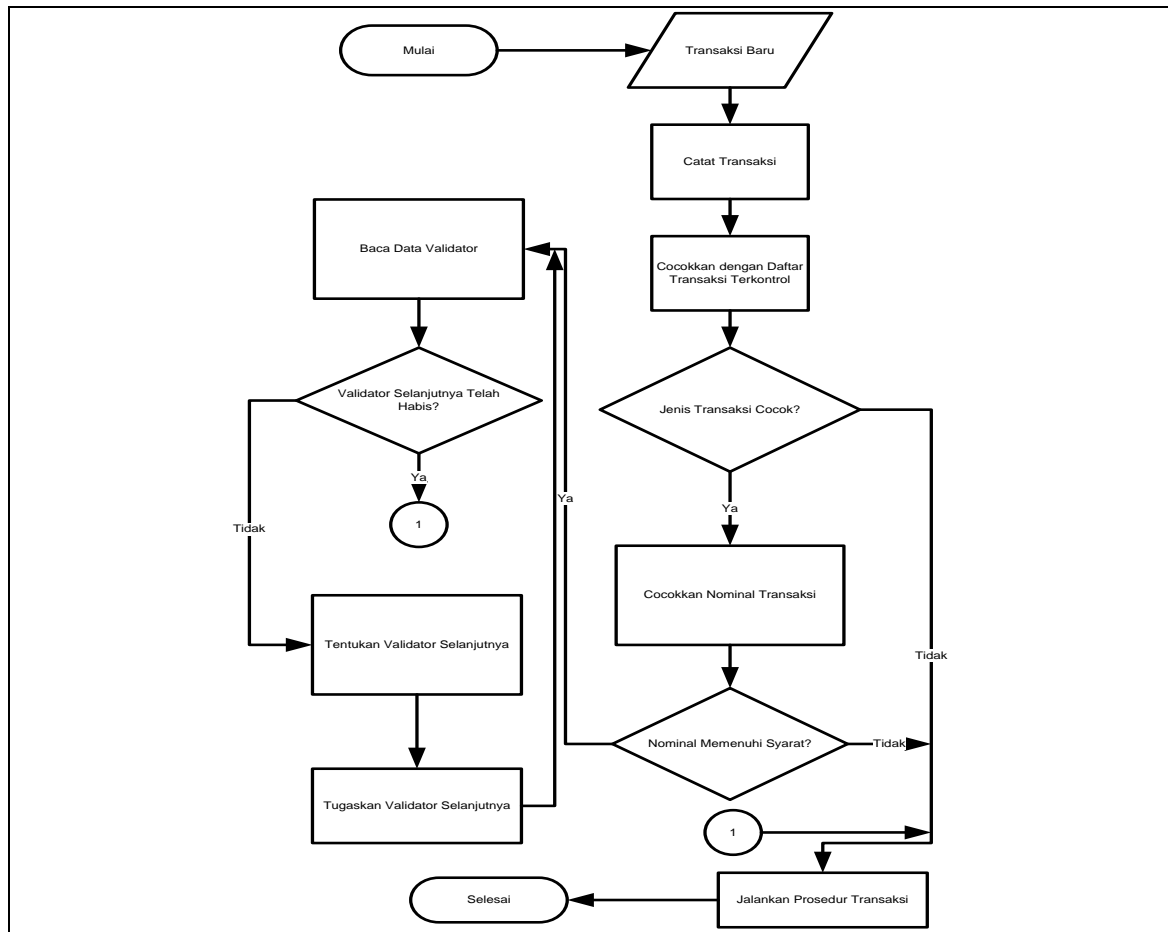 Mulai
Transaksi Baru
Catat Transaksi
Cocokkan dengan Daftar
Transaksi Terkontrol
Jenis Transaksi Cocok?
Ya
Tidak
Cocokkan Nominal Transaksi
Nominal Memenuhi Syarat?
Tidak
Ya
Baca Data Validator
Validator Selanjutnya Telah
Habis?
Ya
1
Tidak
Tentukan Validator Selanjutnya
Tugaskan Validator Selanjutnya
1
Jalankan Prosedur Transaksi
Selesai